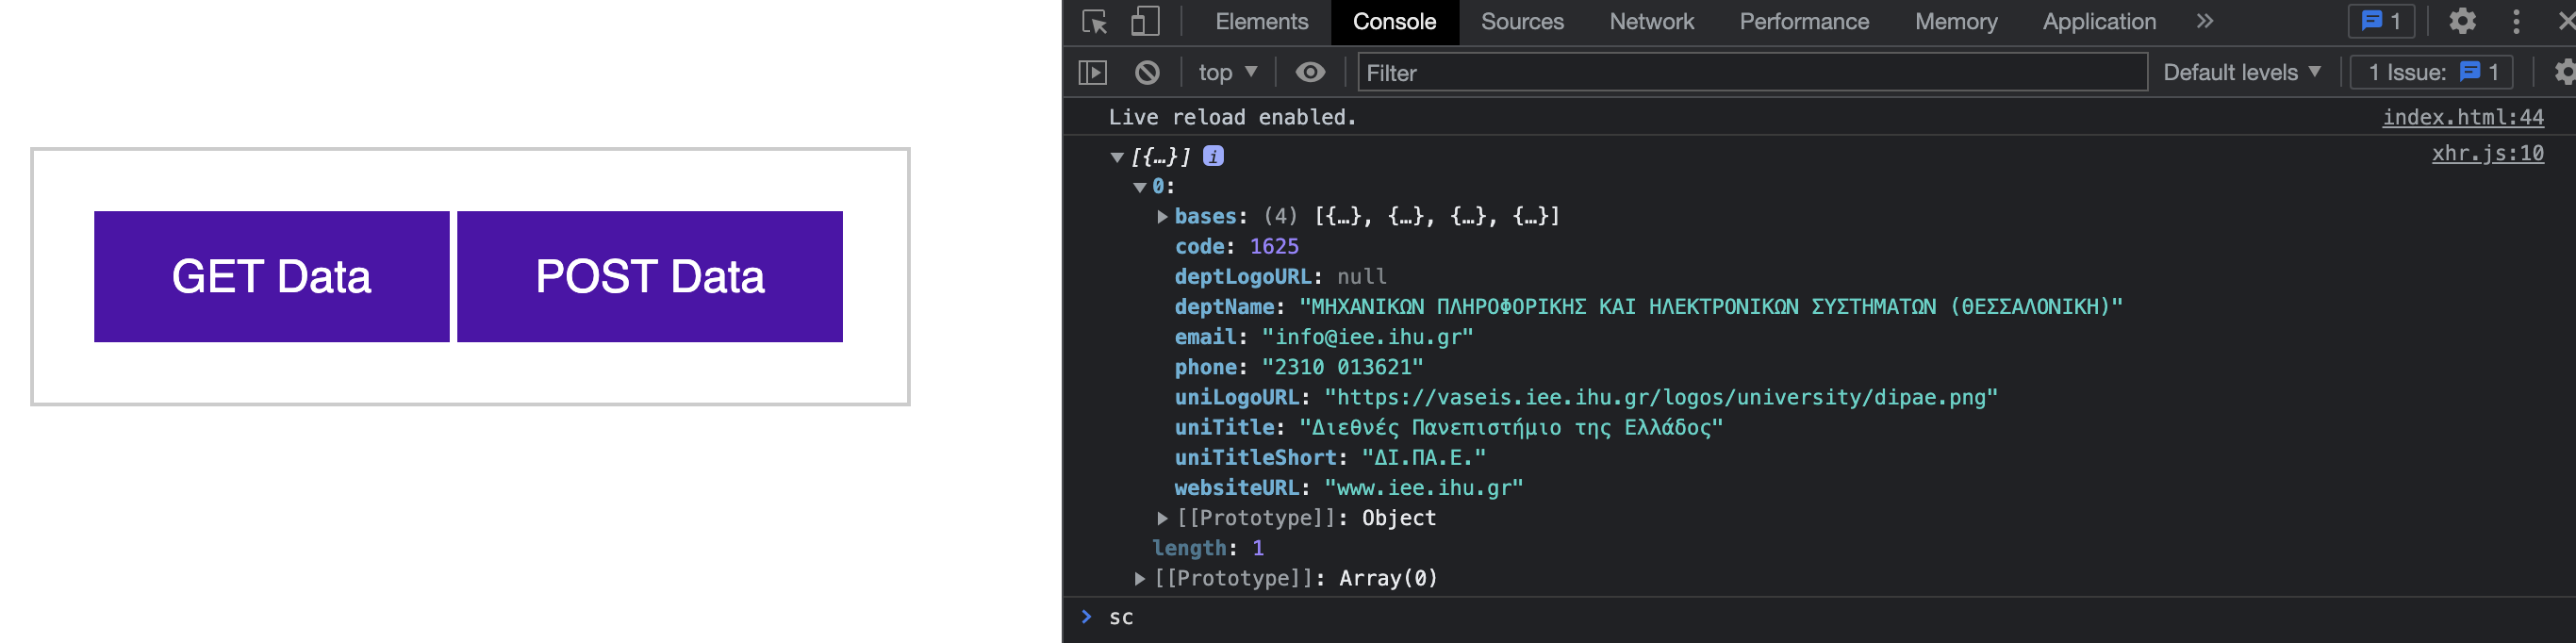 GET Data POST Data
Elements Console Sources Network Performance Memory Application 1
top Filter Default levels 1 Issue: 1
Live reload enabled. index.html:44
[{…}] i xhr.js:10
0:
bases: (4) [{…}, {…}, {…}, {…}]
code: 1625
deptLogoURL: null
deptName: "ΜΗΧΑΝΙΚΩΝ ΠΛΗΡΟΦΟΡΙΚΗΣ ΚΑΙ ΗΛΕΚΤΡΟΝΙΚΩΝ ΣΥΣΤΗΜΑΤΩΝ (ΘΕΣΣΑΛΟΝΙΚΗ)"
email: "info@iee.ihu.gr"
phone: "2310 013621"
uniLogoURL: "https://vaseis.iee.ihu.gr/logos/university/dipae.png"
uniTitle: "Διεθνές Πανεπιστήμιο της Ελλάδος"
uniTitleShort: "ΔΙ.ΠΑ.Ε."
websiteURL: "www.iee.ihu.gr"
[[Prototype]]: Object
length: 1
[[Prototype]]: Array(0)
sc